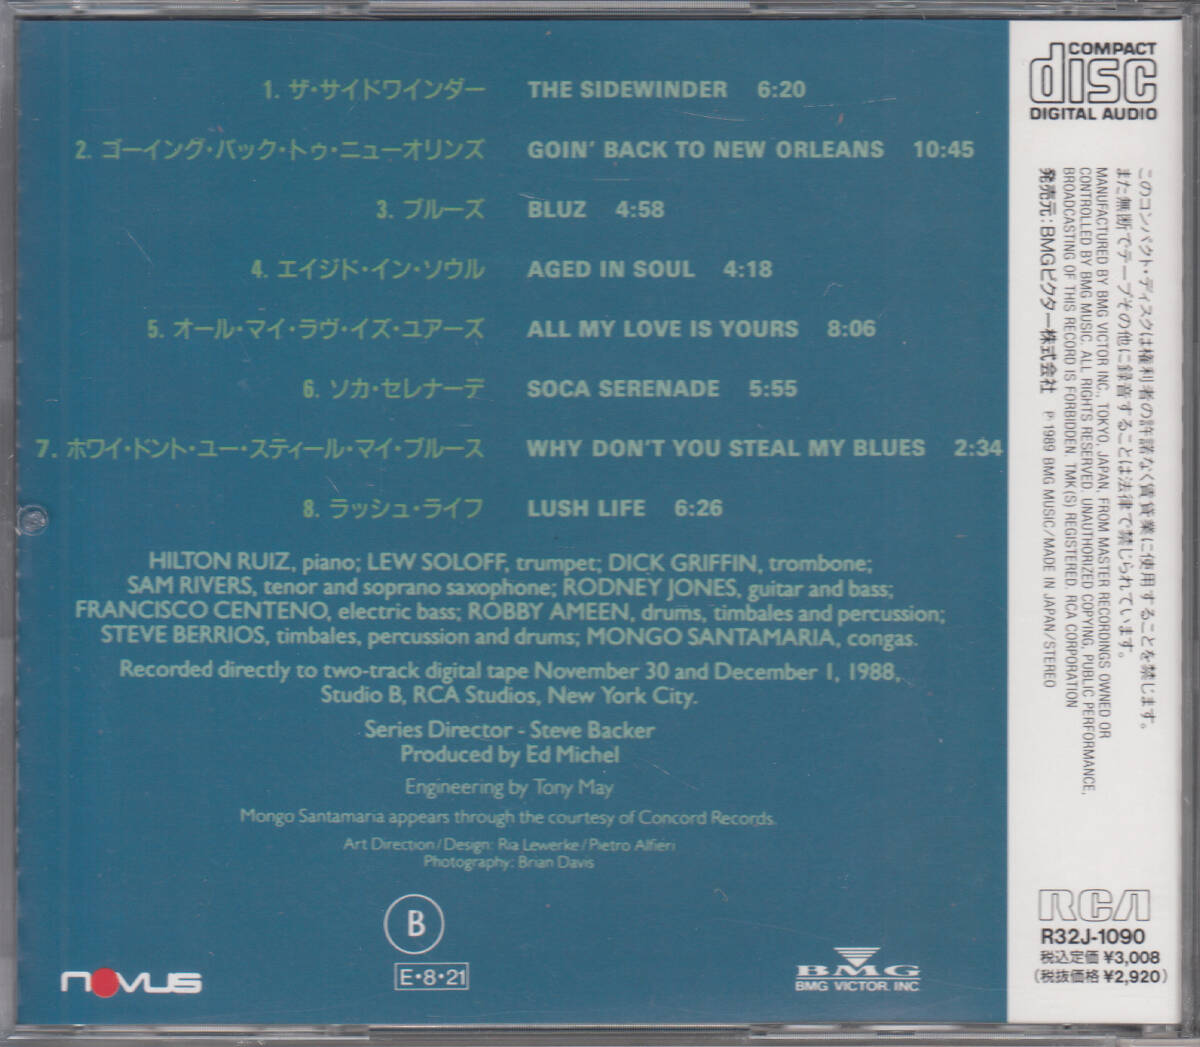 1. ザ・サイドワインダー THE SIDEWINDER 6:20
2. ゴーイング・バック・トゥ・ニューオリンズ GOIN' BACK TO NEW ORLEANS 10:45
3. ブルーズ BLUZ 4:58
4. エイジド・イン・ソウル AGED IN SOUL 4:18
5. オール・マイ・ラヴ・イズ・ユアーズ ALL MY LOVE IS YOURS 8:06
6. ソカ・セレナーデ SOCA SERENADE 5:55
7. ホワイ・ドント・ユー・スティール・マイ・ブルース WHY DON'T YOU STEAL MY BLUES 2:34
8. ラッシュ・ライフ LUSH LIFE 6:26
HILTON RUIZ, piano; LEW SOLOFF, trumpet; DICK GRIFFIN, trombone;
SAM RIVERS, tenor and soprano saxophone; RODNEY JONES, guitar and bass;
FRANCISCO CENTENO, electric bass; ROBBY AMEEN, drums, timbales and percussion;
STEVE BERRIOS, timbales, percussion and drums; MONGO SANTAMARIA, congas.
Recorded directly to two-track digital tape November 30 and December 1, 1988,
Studio B, RCA Studios, New York City.
Series Director - Steve Backer
Produced by Ed Michel
Engineering by Tony May
Mongo Santamaria appears through the courtesy of Concord Records.
Art Direction/Design: Ria Lewerke/Pietro Alfieri
Photography: Brian Davis
B
E・8・21
novus
BMG
BMG VICTOR. INC.
COMPACT
disc
DIGITAL AUDIO
このコンパクト・ディスクは権利者の許諾なく賃貸業に使用することを禁じます。
また無断でテープその他に録音することは法律で禁じられています。
MANUFACTURED BY BMG VICTOR INC., TOKYO, JAPAN, FROM MASTER RECORDINGS OWNED OR
CONTROLLED BY BMG MUSIC. ALL RIGHTS RESERVED. UNAUTHORIZED COPYING, PUBLIC PERFORMANCE,
BROADCASTING OF THIS RECORD IS FORBIDDEN. TMK(S) REGISTERED. RCA CORPORATION
発売元:BMGビクター株式会社 ℗ 1989 BMG MUSIC/MADE IN JAPAN/STEREO
RCA
R32J-1090
税込定価 ¥3,008
(税抜価格 ¥2,920)